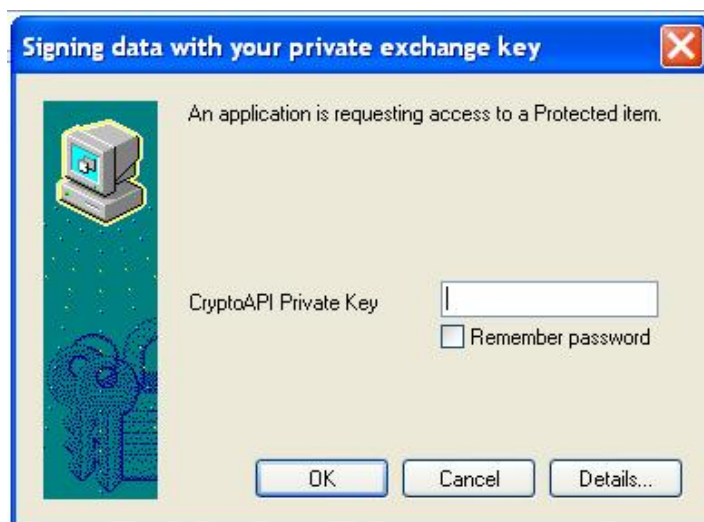 Signing data with your private exchange key
An application is requesting access to a Protected item.
CryptoAPI Private Key
Remember password
OK Cancel Details...